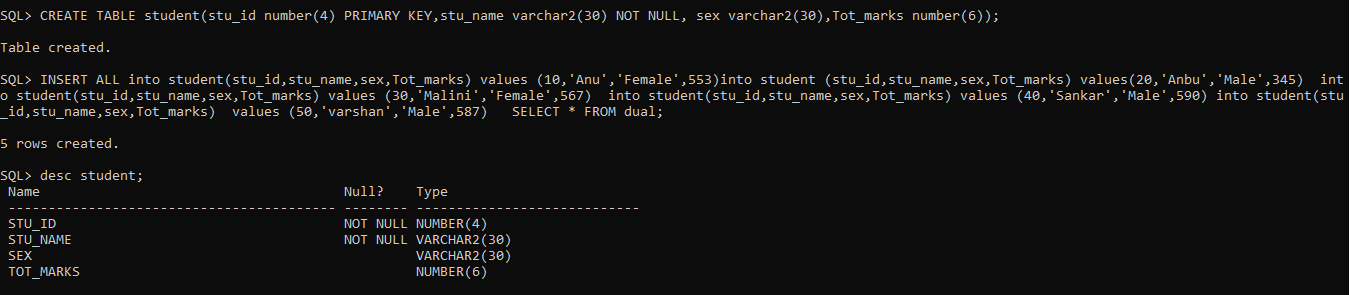 SQL> CREATE TABLE student(stu_id number(4) PRIMARY KEY,stu_name varchar2(30) NOT NULL, sex varchar2(30),Tot_marks number(6));
Table created.
SQL> INSERT ALL into student(stu_id,stu_name,sex,Tot_marks) values (10,'Anu','Female',553)into student (stu_id,stu_name,sex,Tot_marks) values(20,'Anbu','Male',345)  int
o student(stu_id,stu_name,sex,Tot_marks) values (30,'Malini','Female',567)  into student(stu_id,stu_name,sex,Tot_marks) values (40,'Sankar','Male',590) into student(stu
_id,stu_name,sex,Tot_marks)  values (50,'varshan','Male',587)   SELECT * FROM dual;
5 rows created.
SQL> desc student;
 Name                                      Null?    Type
 ----------------------------------------- -------- ----------------------------
 STU_ID                                    NOT NULL NUMBER(4)
 STU_NAME                                  NOT NULL VARCHAR2(30)
 SEX                                                VARCHAR2(30)
 TOT_MARKS                                          NUMBER(6)